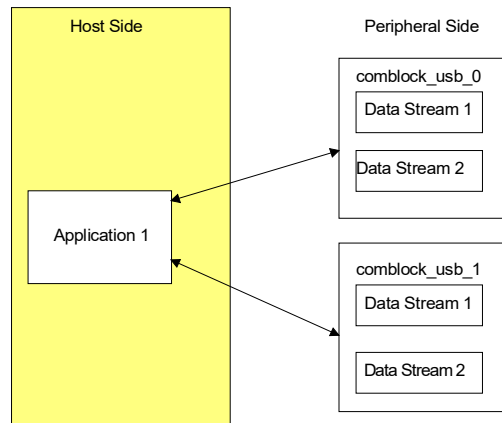 Host Side
Peripheral Side
comblock_usb_0
Data Stream 1
Data Stream 2
Application 1
comblock_usb_1
Data Stream 1
Data Stream 2